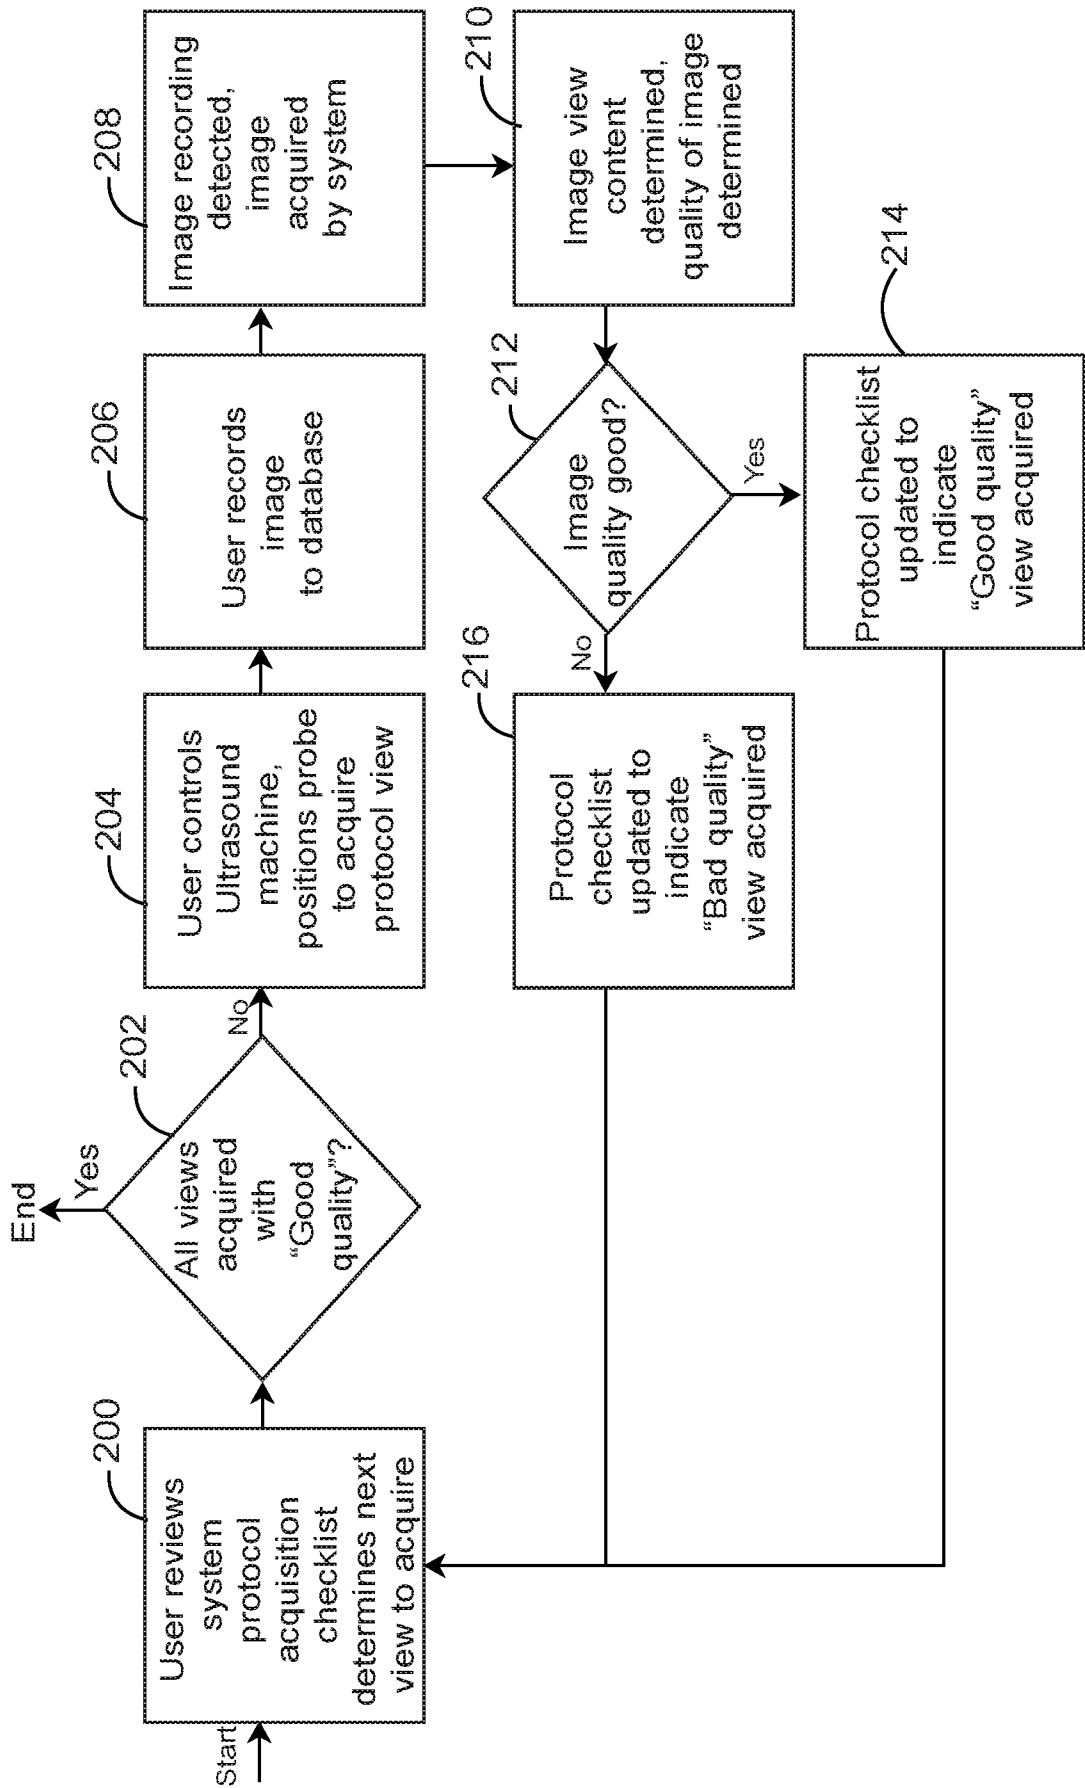 Start
200
User reviews
system
protocol
acquisition
checklist
determines next
view to acquire
202
All views
acquired
with
“Good
quality”?
Yes
End
No
204
User controls
Ultrasound
machine,
positions probe
to acquire
protocol view
206
User records
image
to database
208
Image recording
detected,
image
acquired
by system
210
Image view
content
determined,
quality of image
determined
212
Image
quality good?
No
Yes
216
Protocol
checklist
updated to
indicate
“Bad quality”
view acquired
214
Protocol checklist
updated to
indicate
“Good quality”
view acquired